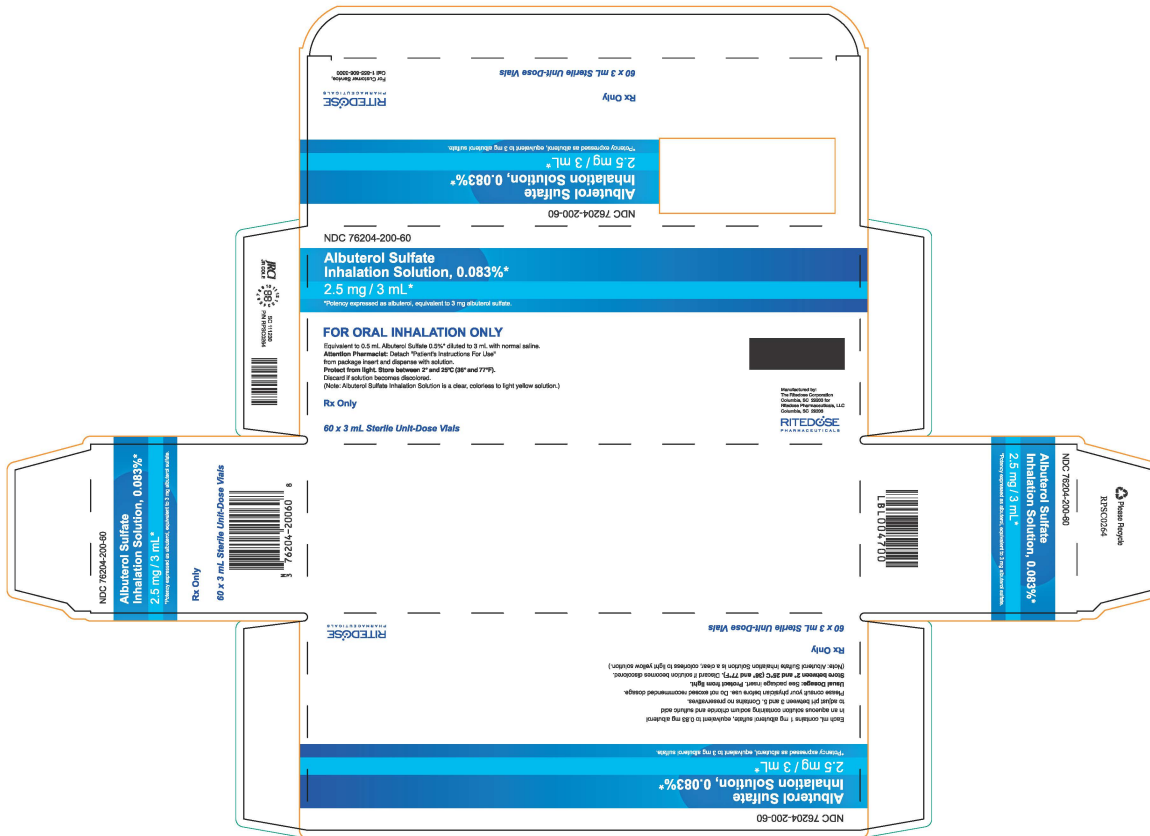 For Customer Service,
Call 1-855-806-3300
RITEDOSE
PHARMACEUTICALS
60 x 3 mL Sterile Unit-Dose Vials
Rx Only
*Potency expressed as albuterol, equivalent to 3 mg albuterol sulfate.
2.5 mg / 3 mL*
Albuterol Sulfate
Inhalation Solution, 0.083%*
NDC 76204-200-60
NDC 76204-200-60
Albuterol Sulfate
Inhalation Solution, 0.083%*
2.5 mg / 3 mL*
*Potency expressed as albuterol, equivalent to 3 mg albuterol sulfate.
FOR ORAL INHALATION ONLY
Equivalent to 0.5 mL Albuterol Sulfate 0.5%* diluted to 3 mL with normal saline.
Attention Pharmacist: Detach "Patient's Instructions For Use"
from package insert and dispense with solution.
Protect from light. Store between 2° and 25°C (36° and 77°F).
Discard if solution becomes discolored.
(Note: Albuterol Sulfate Inhalation Solution is a clear, colorless to light yellow solution.)
Rx Only
60 x 3 mL Sterile Unit-Dose Vials
Manufactured by:
The Ritedose Corporation
Columbia, SC 29203 for
Ritedose Pharmaceuticals, LLC
Columbia, SC 29203
RITEDOSE
PHARMACEUTICALS
JRCI
JR COLE
88
SC 111230
P/N RPSC0264
NDC 76204-200-60
Albuterol Sulfate
Inhalation Solution, 0.083%*
2.5 mg / 3 mL*
*Potency expressed as albuterol, equivalent to 3 mg albuterol sulfate.
Rx Only
60 x 3 mL Sterile Unit-Dose Vials
N3 76204-20060 8
LBL004700
NDC 76204-200-60
Albuterol Sulfate
Inhalation Solution, 0.083%*
2.5 mg / 3 mL*
*Potency expressed as albuterol, equivalent to 3 mg albuterol sulfate.
Please Recycle
RPSC0264
NDC 76204-200-60
Albuterol Sulfate
Inhalation Solution, 0.083%*
2.5 mg / 3 mL*
*Potency expressed as albuterol, equivalent to 3 mg albuterol sulfate.
Each mL contains 1 mg albuterol sulfate, equivalent to 0.83 mg albuterol
in an aqueous solution containing sodium chloride and sulfuric acid
to adjust pH between 3 and 5. Contains no preservatives.
Please consult your physician before use. Do not exceed recommended dosage.
Usual Dosage: See package insert. Protect from light.
Store between 2° and 25°C (36° and 77°F). Discard if solution becomes discolored.
(Note: Albuterol Sulfate Inhalation Solution is a clear, colorless to light yellow solution.)
Rx Only
60 x 3 mL Sterile Unit-Dose Vials
RITEDOSE
PHARMACEUTICALS